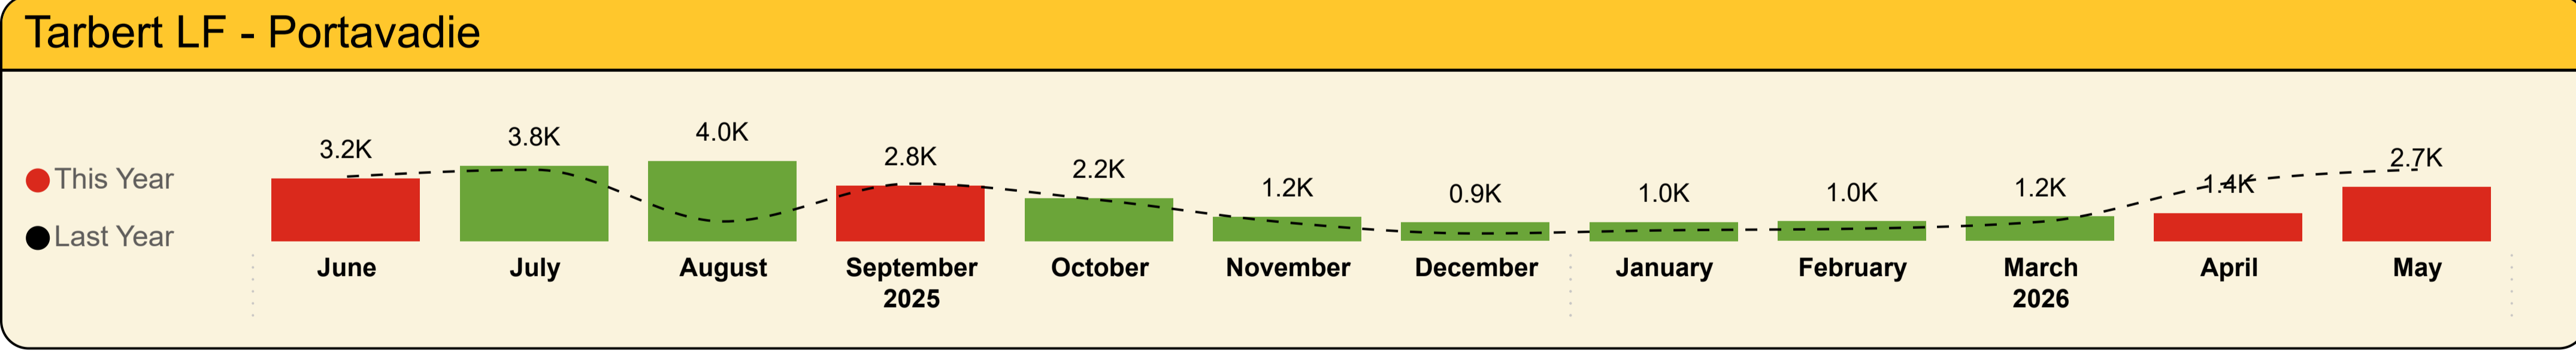 Tarbert LF - Portavadie
This Year
Last Year
3.2K
3.8K
4.0K
2.8K
2.2K
1.2K
0.9K
1.0K
1.0K
1.2K
1.4K
2.7K
June
July
August
September
October
November
December
January
February
March
April
May
2025
2026